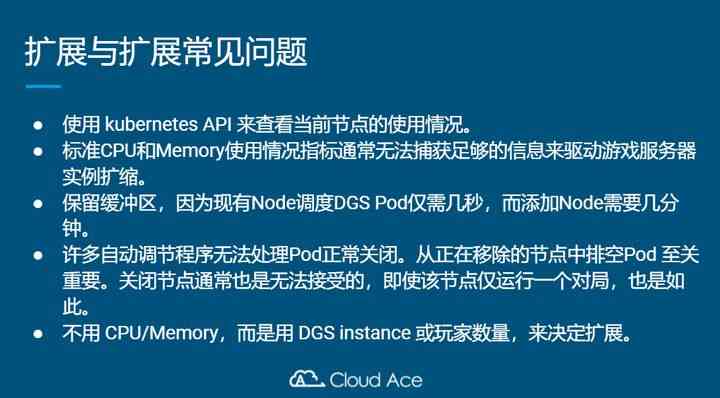 扩展与扩展常见问题
● 使用 kubernetes API 来查看当前节点的使用情况。
● 标准CPU和Memory使用情况指标通常无法捕获足够的信息来驱动游戏服务器
实例扩缩。
● 保留缓冲区，因为现有Node调度DGS Pod仅需几秒，而添加Node需要几分
钟。
● 许多自动调节程序无法处理Pod正常关闭。从正在移除的节点中排空Pod 至关
重要。关闭节点通常也是无法接受的，即使该节点仅运行一个对局，也是如
此。
● 不用 CPU/Memory，而是用 DGS instance 或玩家数量，来决定扩展。
Cloud Ace